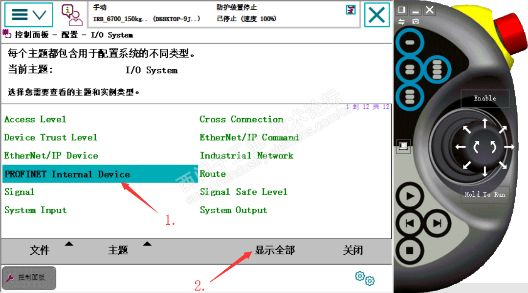 手动
防护装置停止
IRB_6700_150kg.. (DESKTOP-9J..)
已停止 (速度 100%)
控制面板 - 配置 - I/O System
每个主题都包含用于配置系统的不同类型。
当前主题: I/O System
选择您需要查看的主题和实例类型。
1 到 12 共 12
Access Level
Cross Connection
Device Trust Level
EtherNet/IP Command
EtherNet/IP Device
Industrial Network
PROFINET Internal Device
Route
Signal
Signal Safe Level
System Input
System Output
1.
2.
文件
主题
显示全部
关闭
控制面板
Enable
Hold To Run